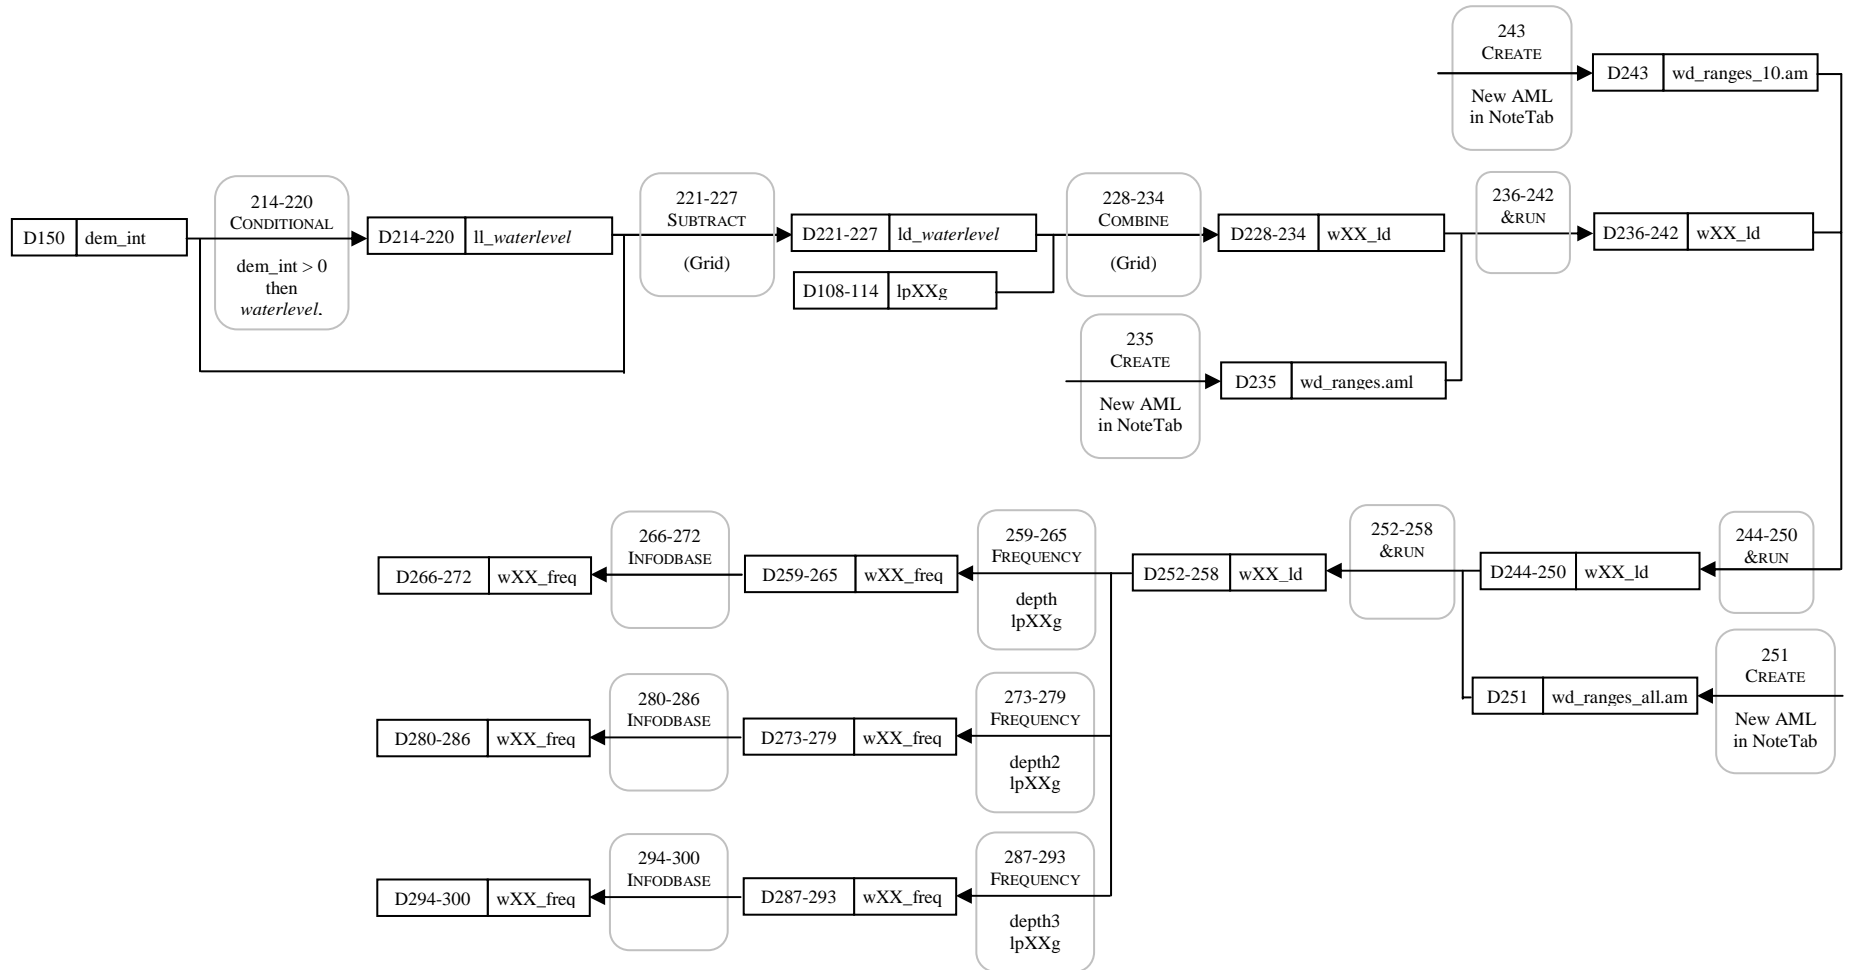 243
CREATE
New AML
in NoteTab
D243 wd_ranges_10.am
214-220
CONDITIONAL
dem_int > 0
then
waterlevel.
D150 dem_int
D214-220 ll_waterlevel
221-227
SUBTRACT
(Grid)
D221-227 ld_waterlevel
D108-114 lpXXg
228-234
COMBINE
(Grid)
D228-234 wXX_ld
236-242
&RUN
D236-242 wXX_ld
235
CREATE
New AML
in NoteTab
D235 wd_ranges.aml
244-250
&RUN
D244-250 wXX_ld
251
CREATE
New AML
in NoteTab
D251 wd_ranges_all.am
252-258
&RUN
D252-258 wXX_ld
259-265
FREQUENCY
depth
lpXXg
D259-265 wXX_freq
266-272
INFODBASE
D266-272 wXX_freq
273-279
FREQUENCY
depth2
lpXXg
D273-279 wXX_freq
280-286
INFODBASE
D280-286 wXX_freq
287-293
FREQUENCY
depth3
lpXXg
D287-293 wXX_freq
294-300
INFODBASE
D294-300 wXX_freq